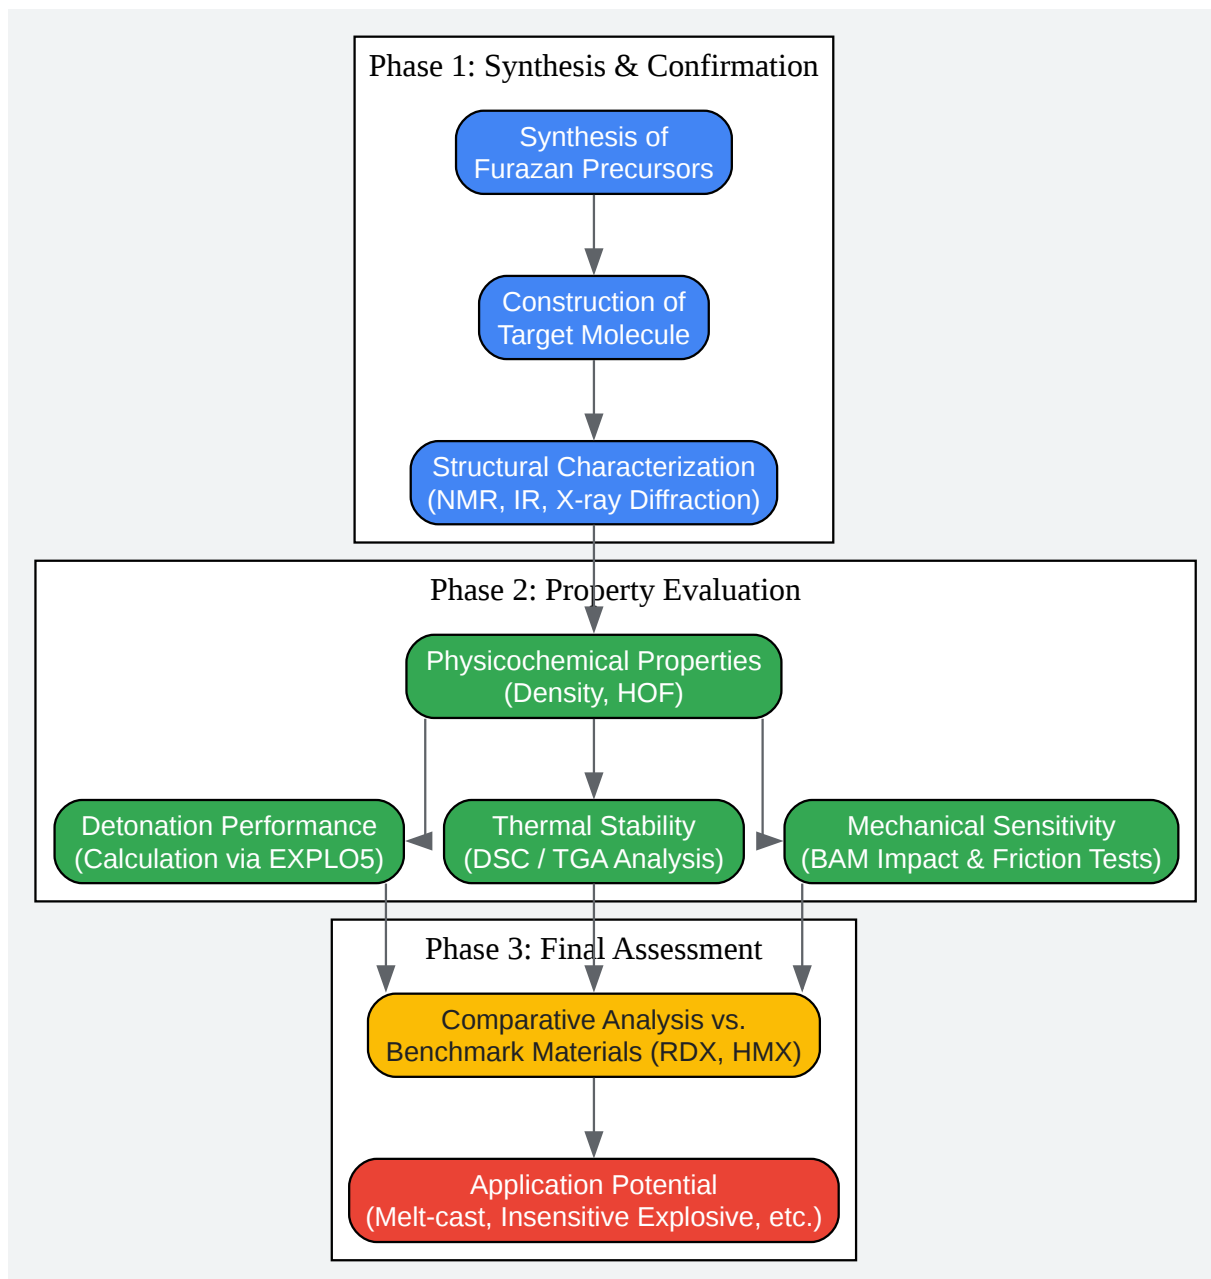 Phase 1: Synthesis & Confirmation
Synthesis of
Furazan Precursors
Construction of
Target Molecule
Structural Characterization
(NMR, IR, X-ray Diffraction)
Phase 2: Property Evaluation
Physicochemical Properties
(Density, HOF)
Detonation Performance
(Calculation via EXPLO5)
Thermal Stability
(DSC / TGA Analysis)
Mechanical Sensitivity
(BAM Impact & Friction Tests)
Phase 3: Final Assessment
Comparative Analysis vs.
Benchmark Materials (RDX, HMX)
Application Potential
(Melt-cast, Insensitive Explosive, etc.)